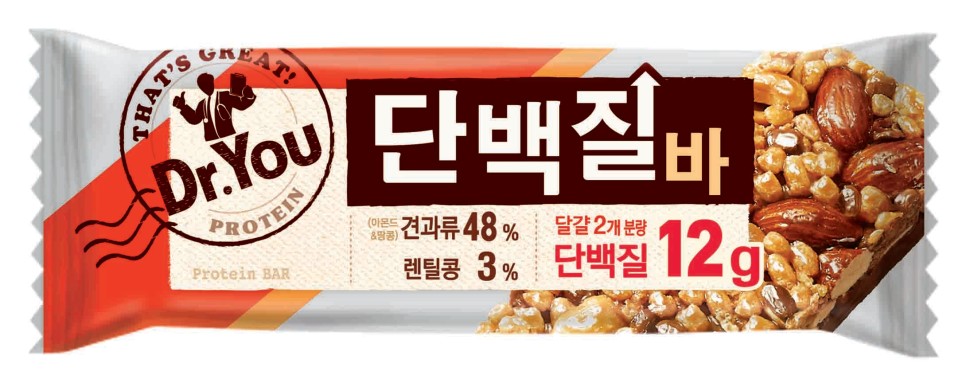 THAT'S GREAT!
Dr.You
PROTEIN
Protein BAR
단백질바
(아몬드
&땅콩) 견과류 48 %
렌틸콩 3 %
달걀 2개 분량
단백질 12g